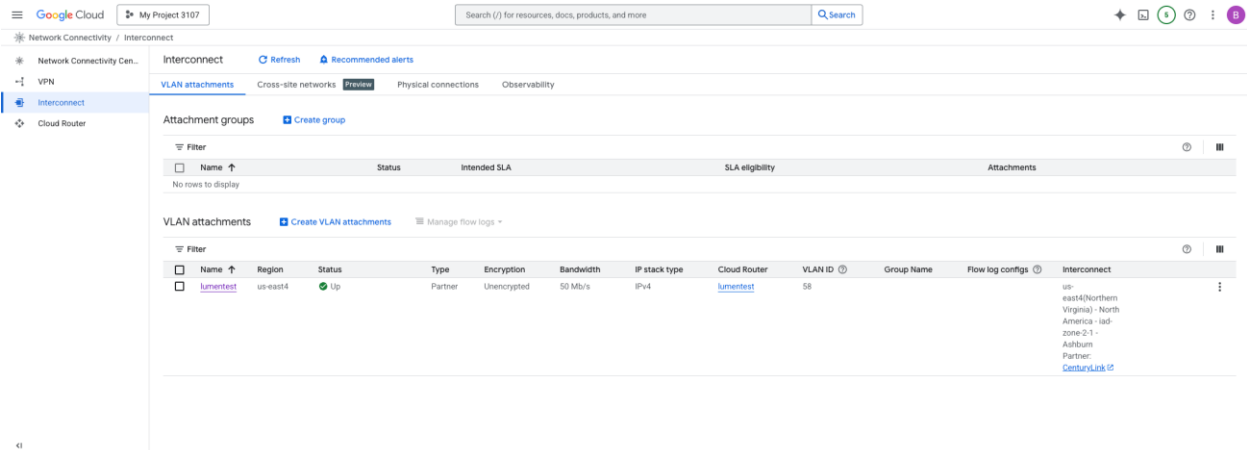 Google Cloud
My Project 3107
Search (/) for resources, docs, products, and more
Search
5
B
Network Connectivity / Interconnect
Network Connectivity Cen...
VPN
Interconnect
Cloud Router
Interconnect
Refresh
Recommended alerts
VLAN attachments
Cross-site networks Preview
Physical connections
Observability
Attachment groups
Create group
Filter
Name Status Intended SLA SLA eligibility Attachments
No rows to display
VLAN attachments
Create VLAN attachments
Manage flow logs
Filter
Name Region Status Type Encryption Bandwidth IP stack type Cloud Router VLAN ID Group Name Flow log configs Interconnect
lumentest us-east4 Up Partner Unencrypted 50 Mb/s IPv4 lumentest 58 us-
east4(Northern
Virginia) - North
America - iad-
zone-2-1 -
Ashburn
Partner:
CenturyLink